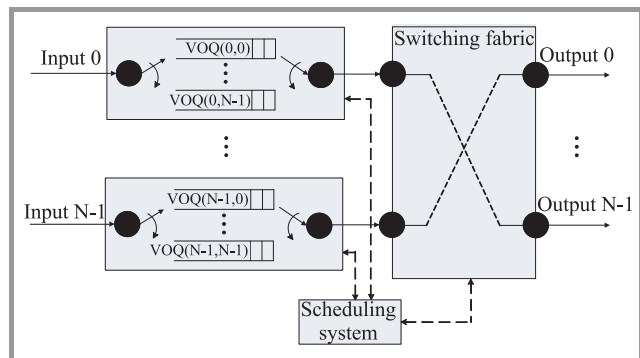 Input 0
VOQ(0,0)
⋮
VOQ(0,N-1)
Switching fabric
Output 0
⋮
⋮
Input N-1
VOQ(N-1,0)
⋮
VOQ(N-1,N-1)
Output N-1
Scheduling
system